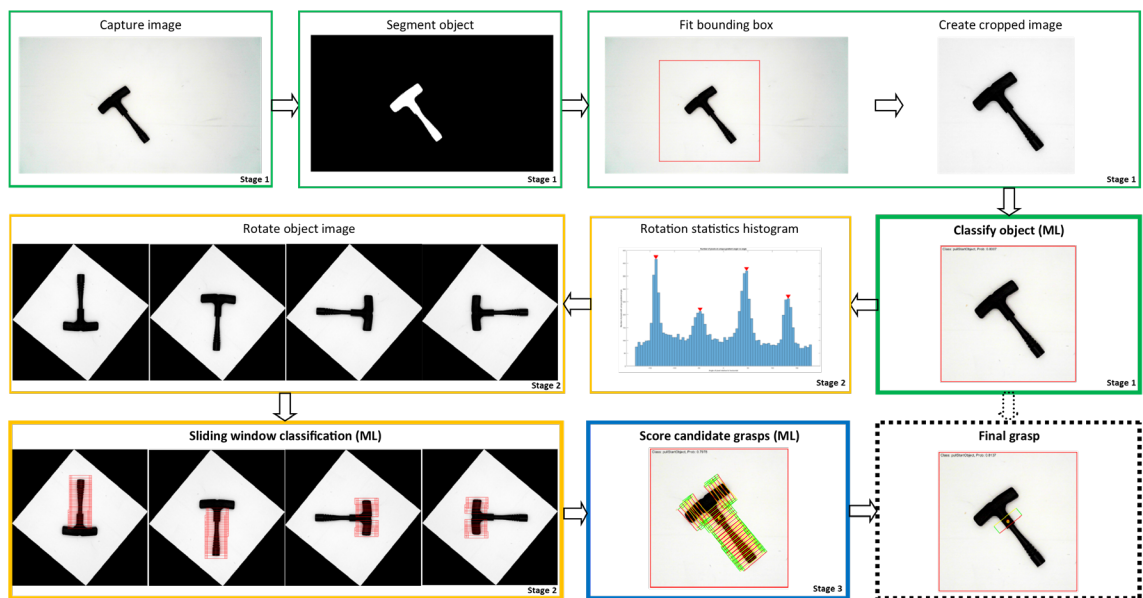 Capture image
Segment object
Fit bounding box
Create cropped image
Stage 1
Stage 1
Stage 1
Rotate object image
Rotation statistics histogram
Classify object (ML)
Stage 2
Stage 2
Stage 1
Sliding window classification (ML)
Score candidate grasps (ML)
Final grasp
Stage 2
Stage 3